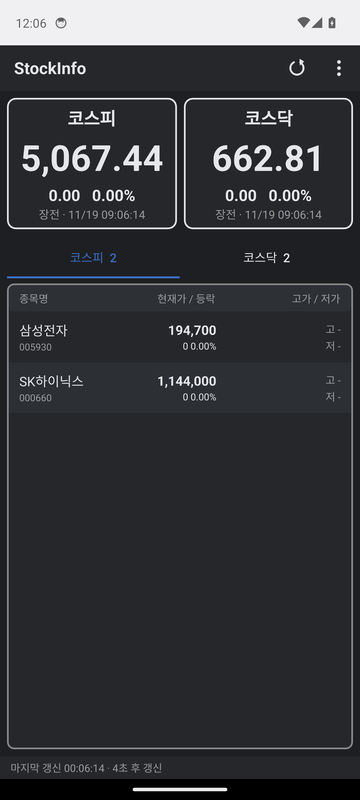 12:06
StockInfo
코스피
5,067.44
0.00 0.00%
장전 · 11/19 09:06:14
코스닥
662.81
0.00 0.00%
장전 · 11/19 09:06:14
코스피 2
코스닥 2
종목명 현재가 / 등락 고가 / 저가
삼성전자 194,700 고 -
005930 0 0.00% 저 -
SK하이닉스 1,144,000 고 -
000660 0 0.00% 저 -
마지막 갱신 00:06:14 · 4초 후 갱신